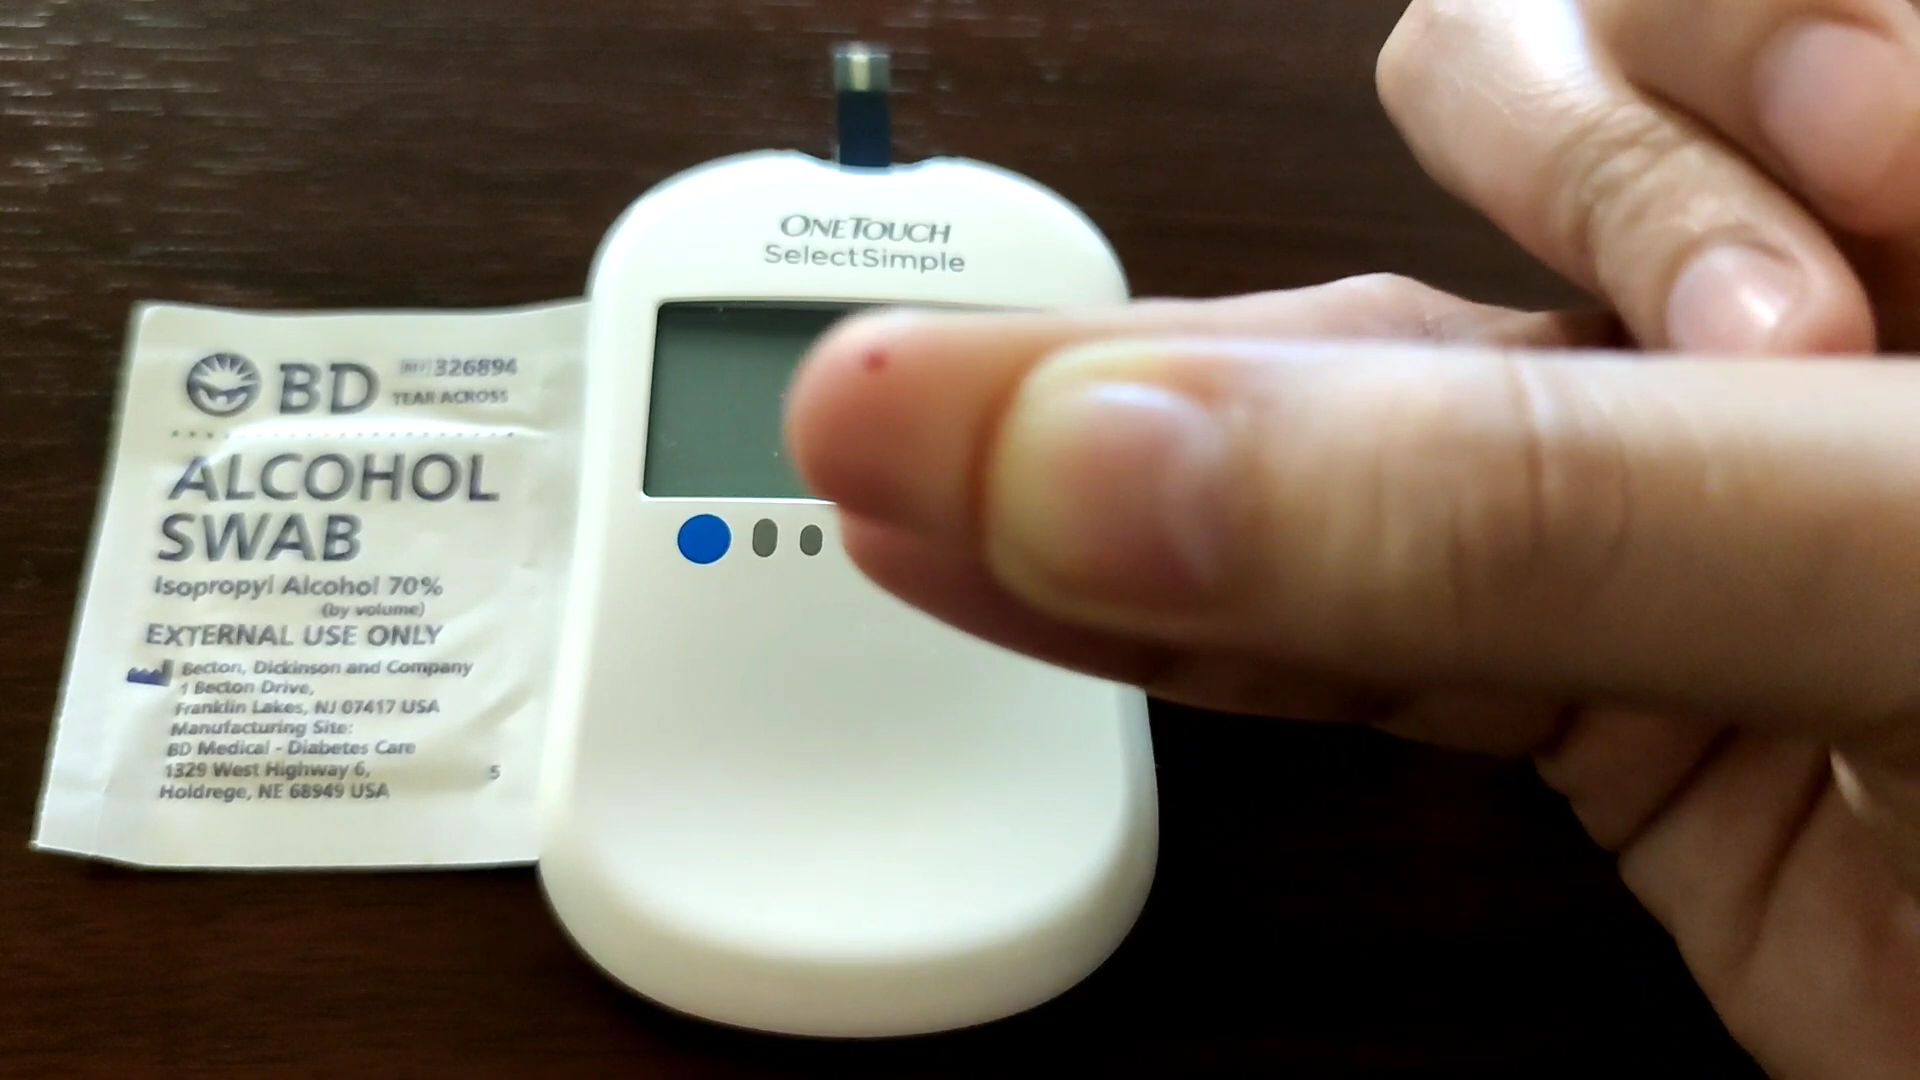 ONETOUCH
SelectSimple
BD
REF 326894
TEAR ACROSS
ALCOHOL
SWAB
Isopropyl Alcohol 70%
(by volume)
EXTERNAL USE ONLY
Becton, Dickinson and Company
1 Becton Drive,
Franklin Lakes, NJ 07417 USA
Manufacturing Site:
BD Medical - Diabetes Care
1329 West Highway 6,
5
Holdrege, NE 68949 USA